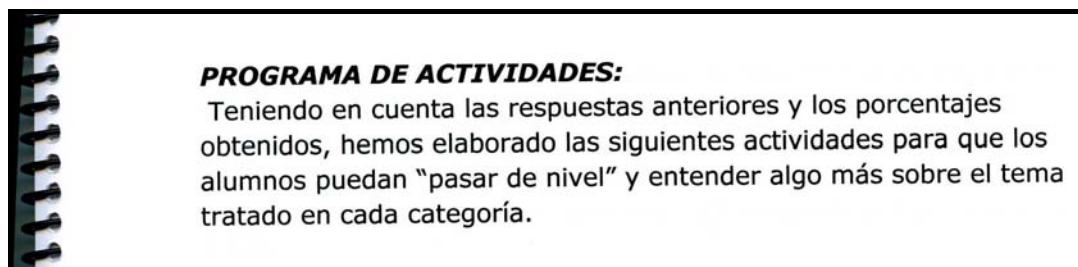 PROGRAMA DE ACTIVIDADES:
Teniendo en cuenta las respuestas anteriores y los porcentajes
obtenidos, hemos elaborado las siguientes actividades para que los
alumnos puedan “pasar de nivel” y entender algo más sobre el tema
tratado en cada categoría.